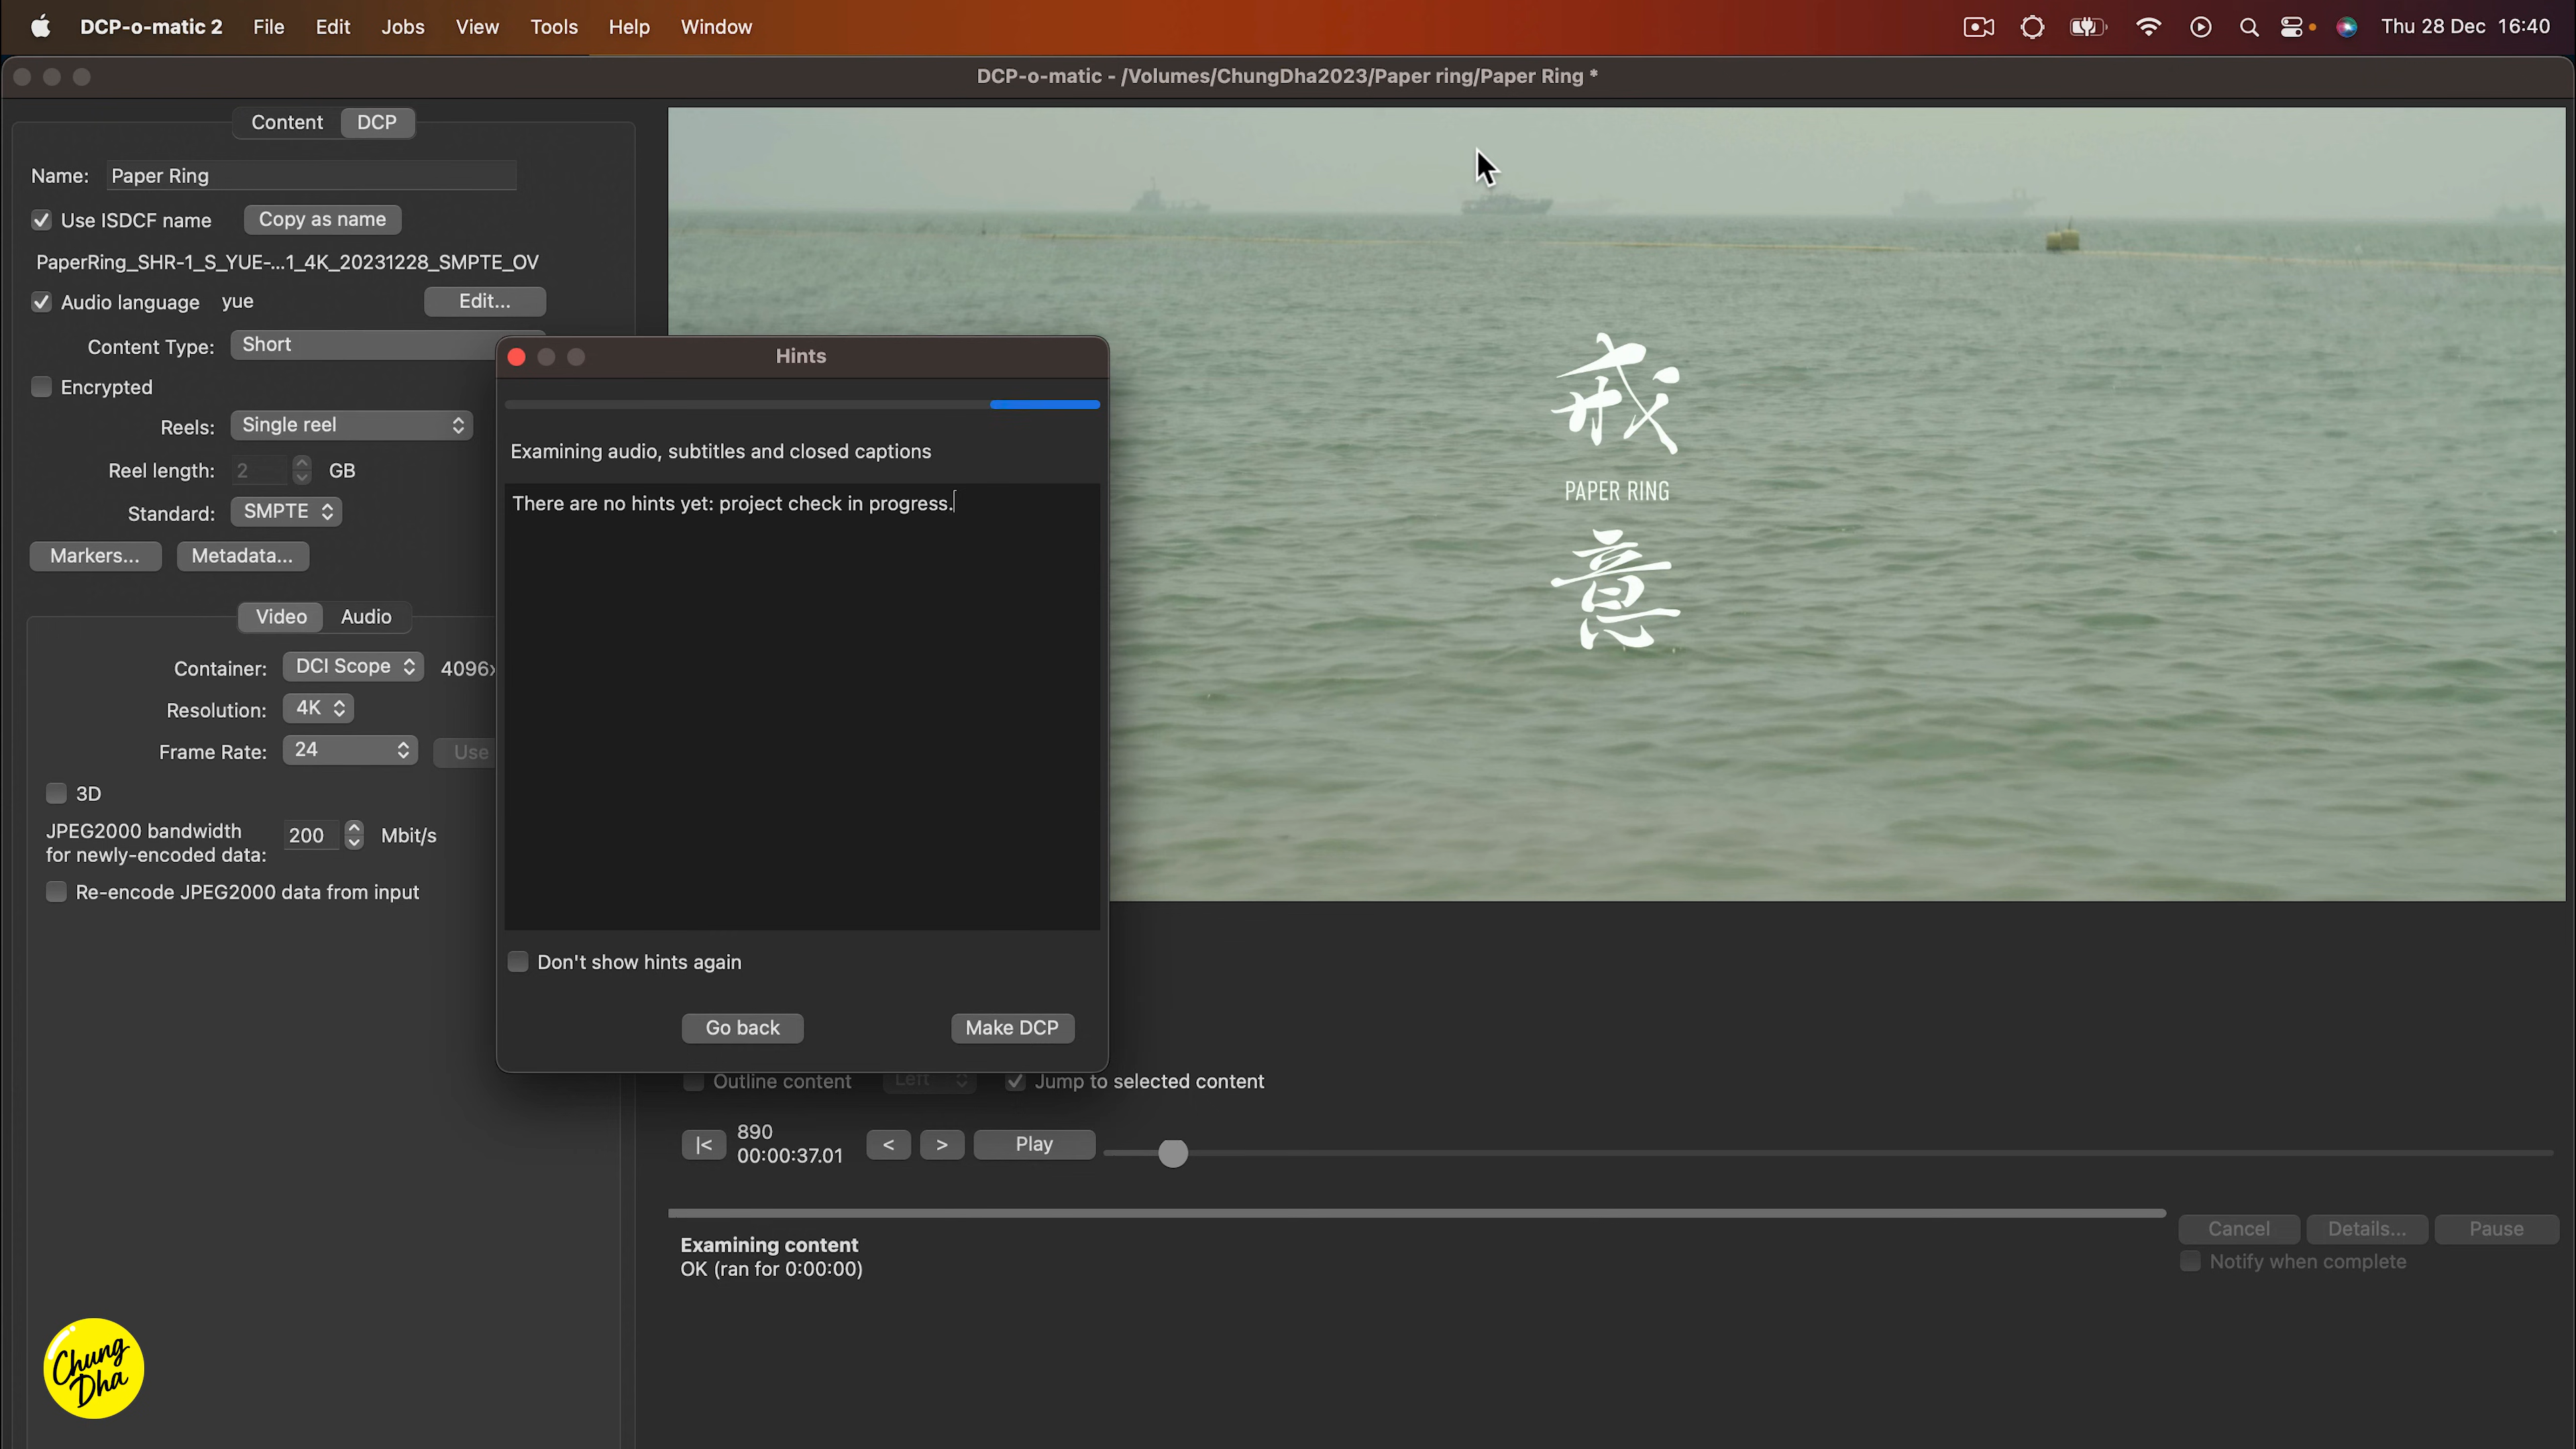 DCP-o-matic 2 File Edit Jobs View Tools Help Window Thu 28 Dec 16:40
DCP-o-matic - /Volumes/ChungDha2023/Paper ring/Paper Ring *
Content DCP
Name: Paper Ring
Use ISDCF name Copy as name
PaperRing_SHR-1_S_YUE-...1_4K_20231228_SMPTE_OV
Audio language yue Edit...
Content Type: Short
Encrypted
Reels: Single reel
Reel length: 2 GB
Standard: SMPTE
Markers... Metadata...
Video Audio
Container: DCI Scope 4096x
Resolution: 4K
Frame Rate: 24 Use
3D
JPEG2000 bandwidth
for newly-encoded data: 200 Mbit/s
Re-encode JPEG2000 data from input
Hints
Examining audio, subtitles and closed captions
There are no hints yet: project check in progress.
Don't show hints again
Go back Make DCP
戒
PAPER RING
意
Outline content Left Jump to selected content
|< 890
00:00:37.01 < > Play
Examining content
OK (ran for 0:00:00)
Cancel Details... Pause
Notify when complete
Chung
Dha